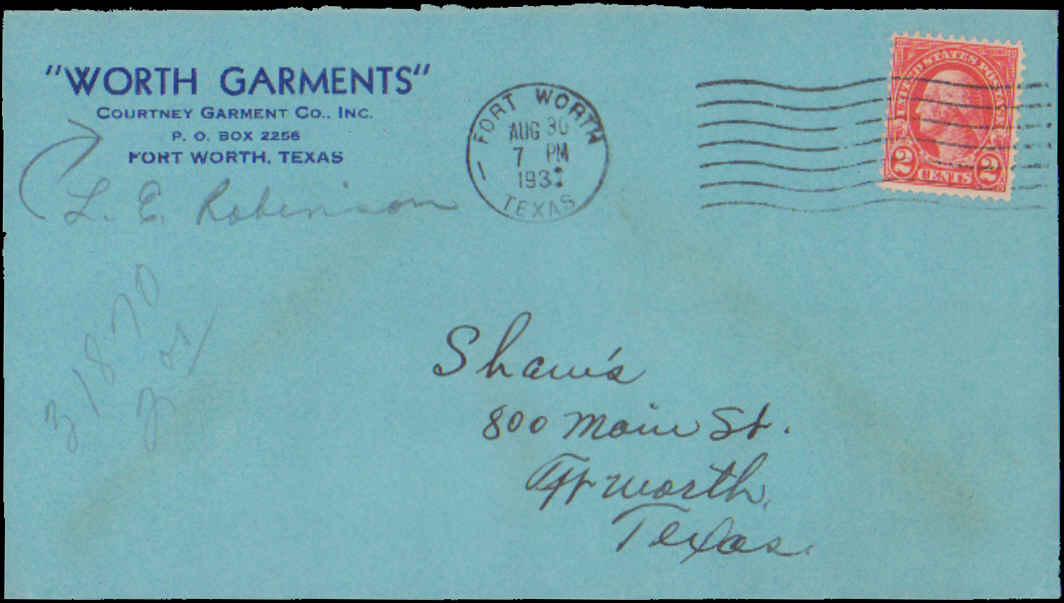 "WORTH GARMENTS"
COURTNEY GARMENT CO., INC.
P. O. BOX 2256
FORT WORTH, TEXAS
L. E. Robinson
FORT WORTH
AUG 30
7 PM
TEXAS
UNITED STATES POSTAGE
2 CENTS 2
31870
Shaw's
800 Main St.
Ft Worth,
Texas.